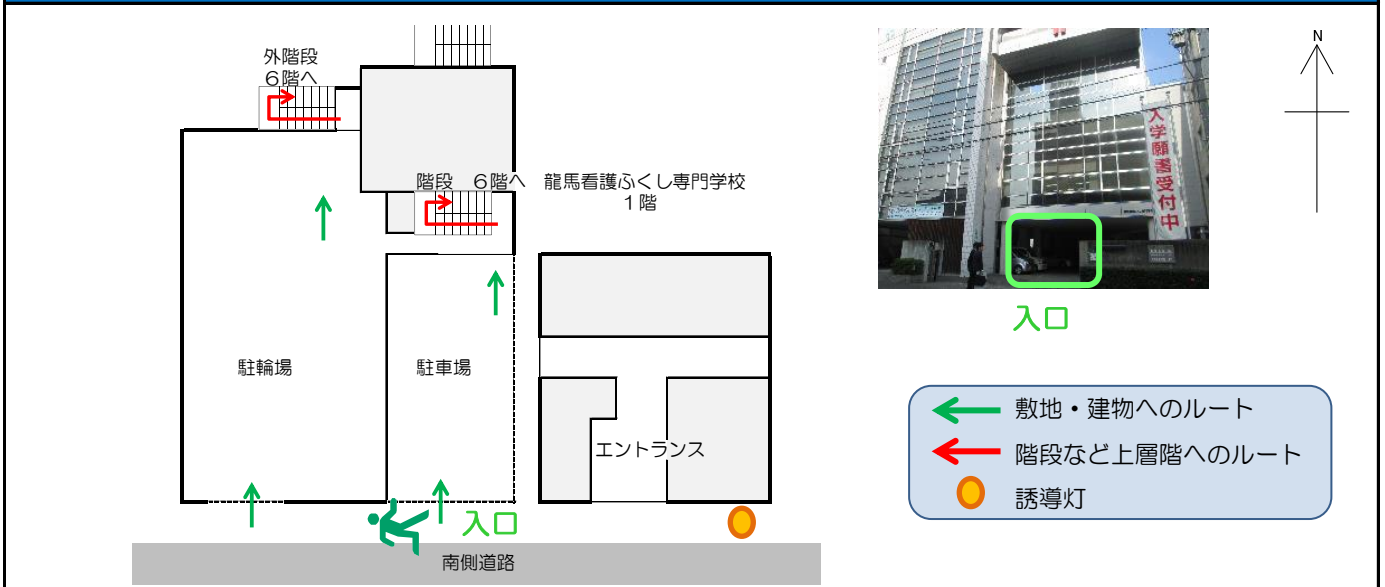 外階段
６階へ
階段　６階へ
龍馬看護ふくし専門学校
１階
駐輪場
駐車場
エントランス
入口
南側道路
入学願書受付中
入口
N
敷地・建物へのルート
階段など上層階へのルート
誘導灯